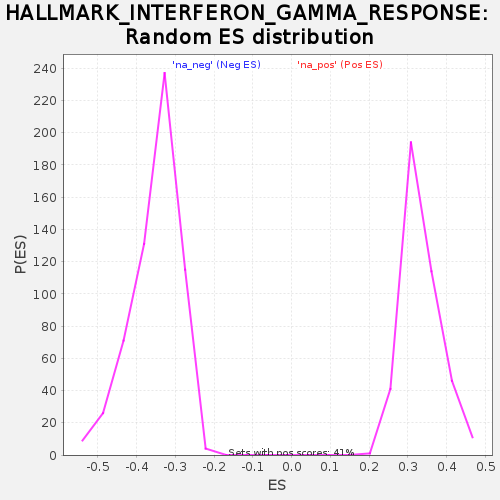 HALLMARK_INTERFERON_GAMMA_RESPONSE:
Random ES distribution
'na_neg' (Neg ES) 'na_pos' (Pos ES)
240
220
200
180
160
140
120
100
80
60
40
20
0
P(ES)
Sets with pos scores: 41%
-0.5 -0.4 -0.3 -0.2 -0.1 0.0 0.1 0.2 0.3 0.4 0.5
ES